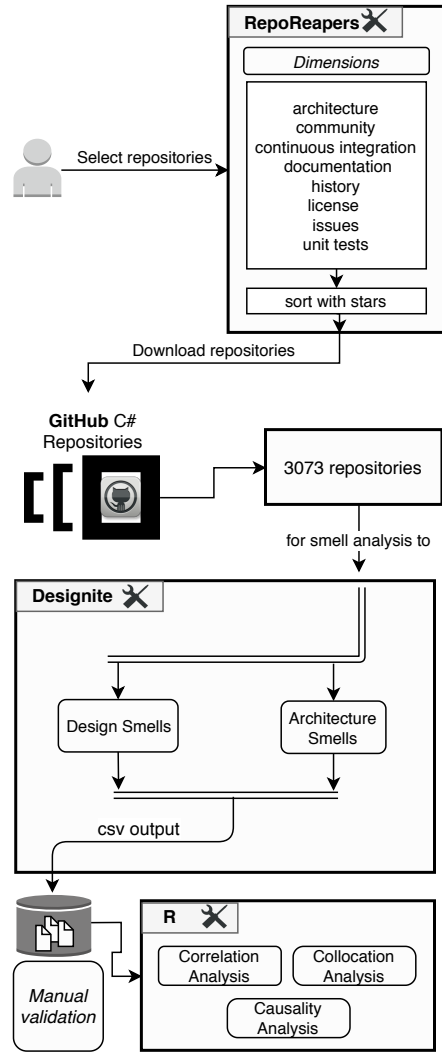 RepoReapers
Dimensions
architecture
community
continuous integration
documentation
history
license
issues
unit tests
Select repositories
sort with stars
Download repositories
GitHub C#
Repositories
3073 repositories
for smell analysis to
Designite
Design Smells
Architecture
Smells
csv output
R
Correlation
Analysis
Collocation
Analysis
Manual
validation
Causality
Analysis